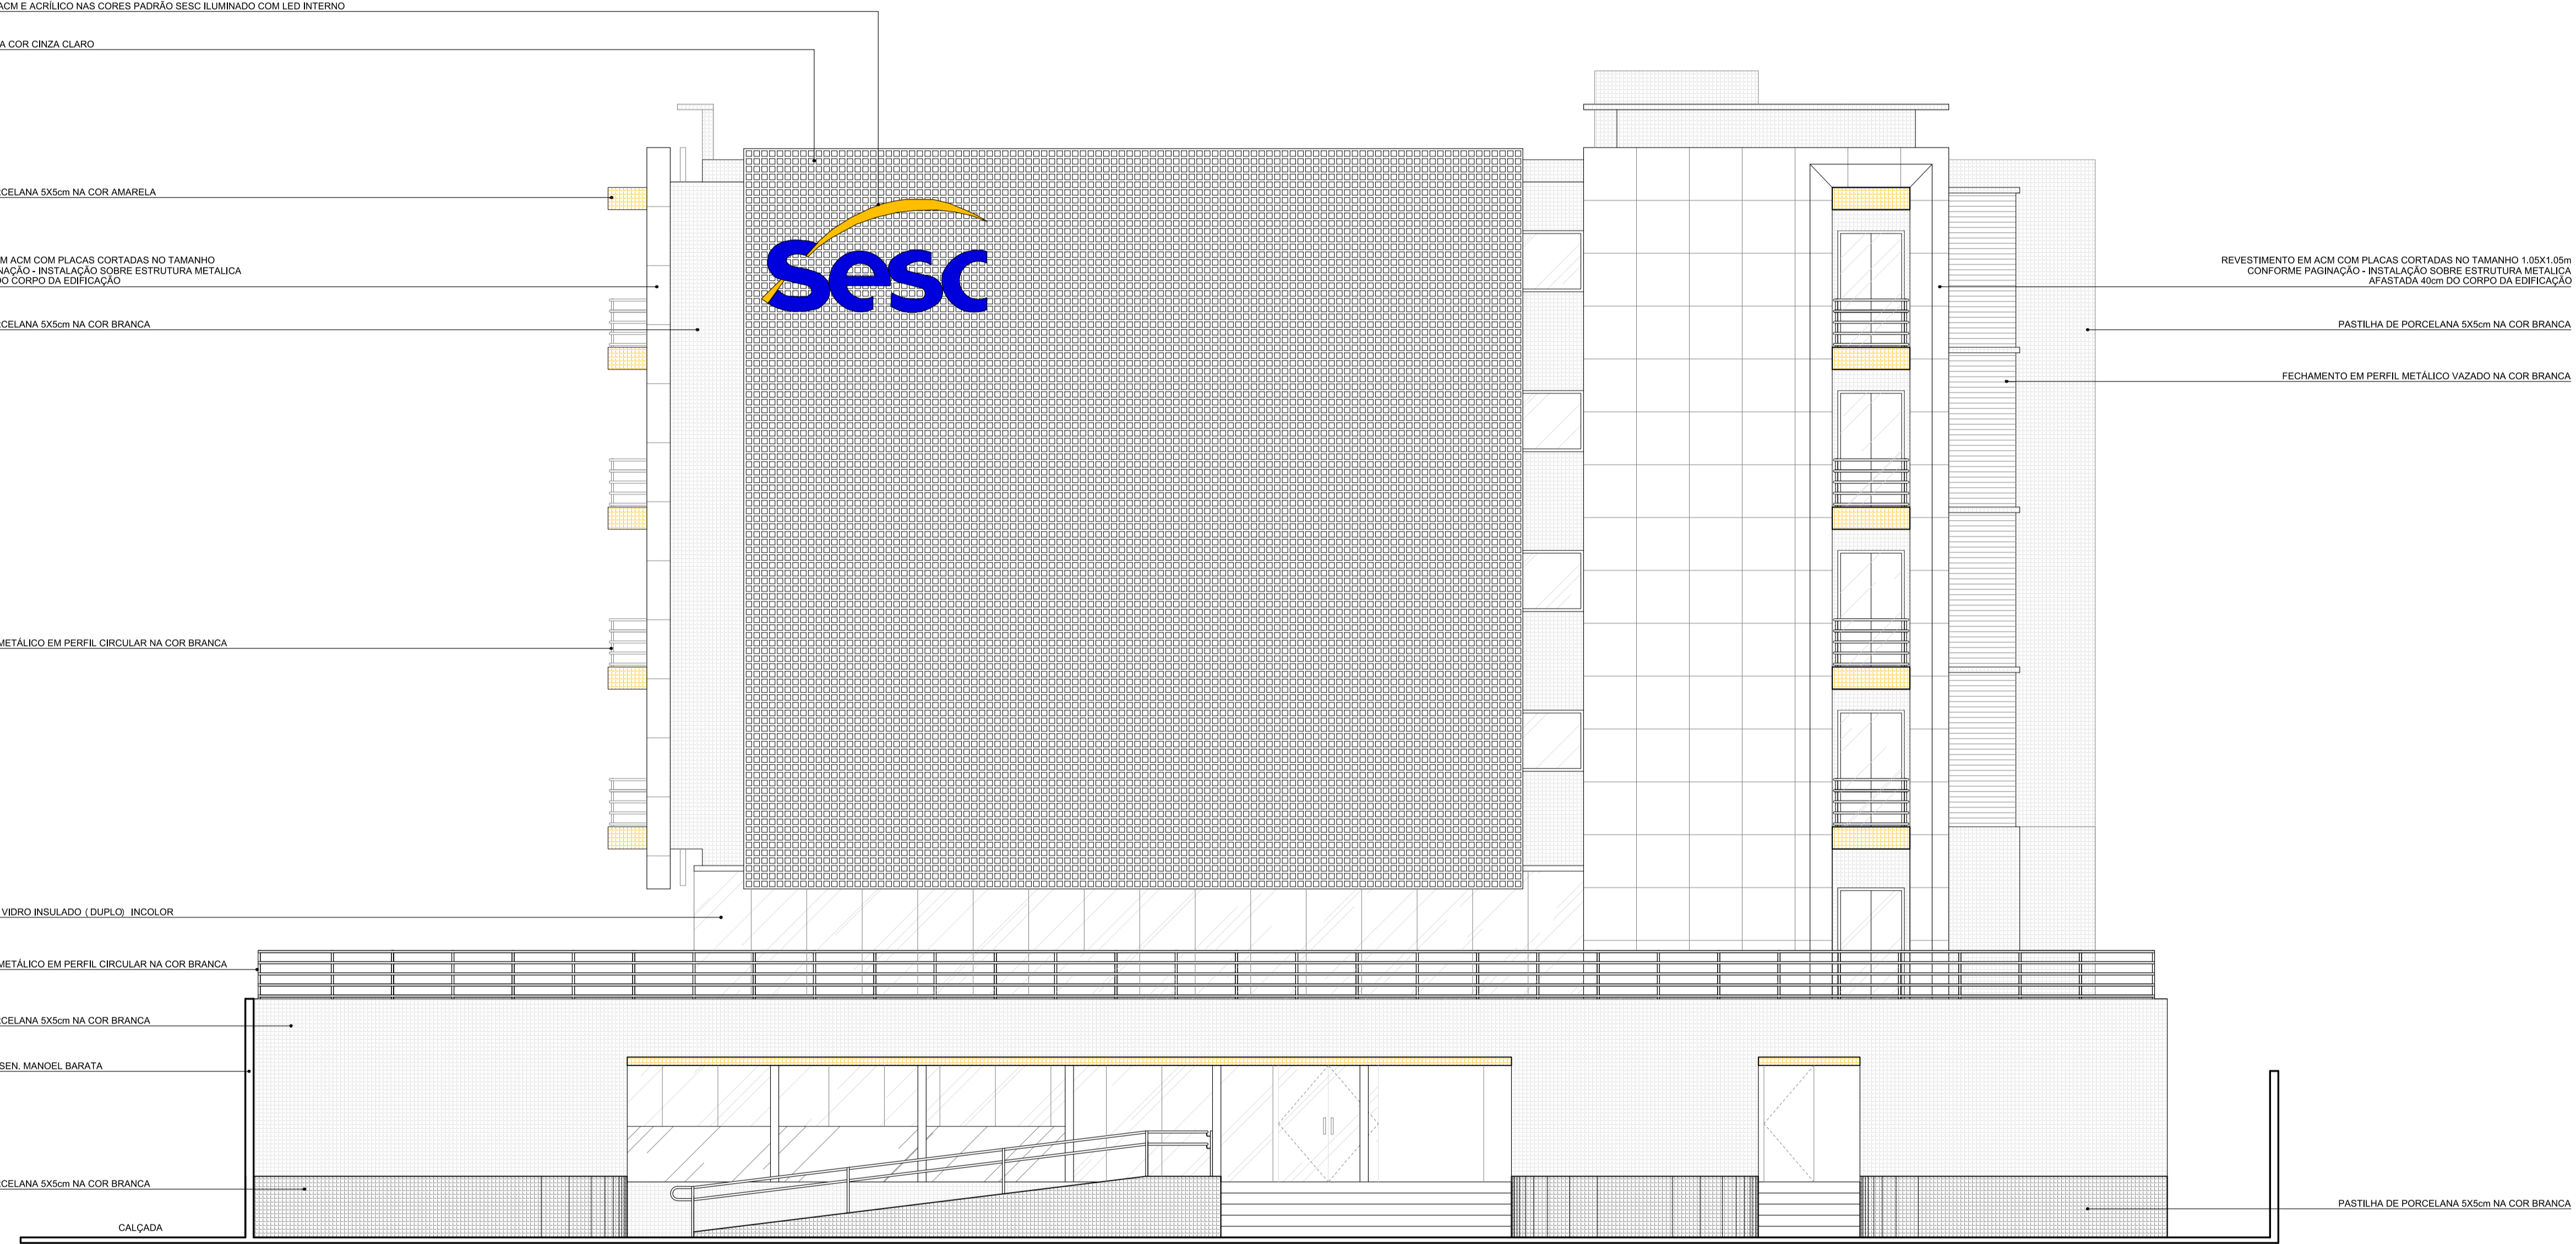 ACM E ACRÍLICO NAS CORES PADRÃO SESC ILUMINADO COM LED INTERNO
A COR CINZA CLARO
CELANA 5X5cm NA COR AMARELA
M ACM COM PLACAS CORTADAS NO TAMANHO
NAÇÃO - INSTALAÇÃO SOBRE ESTRUTURA METALICA
DO CORPO DA EDIFICAÇÃO
CELANA 5X5cm NA COR BRANCA
METÁLICO EM PERFIL CIRCULAR NA COR BRANCA
VIDRO INSULADO ( DUPLO) INCOLOR
METÁLICO EM PERFIL CIRCULAR NA COR BRANCA
CELANA 5X5cm NA COR BRANCA
SEN. MANOEL BARATA
CELANA 5X5cm NA COR BRANCA
CALÇADA
Sesc
REVESTIMENTO EM ACM COM PLACAS CORTADAS NO TAMANHO 1.05X1.05m
CONFORME PAGINAÇÃO - INSTALAÇÃO SOBRE ESTRUTURA METALICA
AFASTADA 40cm DO CORPO DA EDIFICAÇÃO
PASTILHA DE PORCELANA 5X5cm NA COR BRANCA
FECHAMENTO EM PERFIL METÁLICO VAZADO NA COR BRANCA
PASTILHA DE PORCELANA 5X5cm NA COR BRANCA